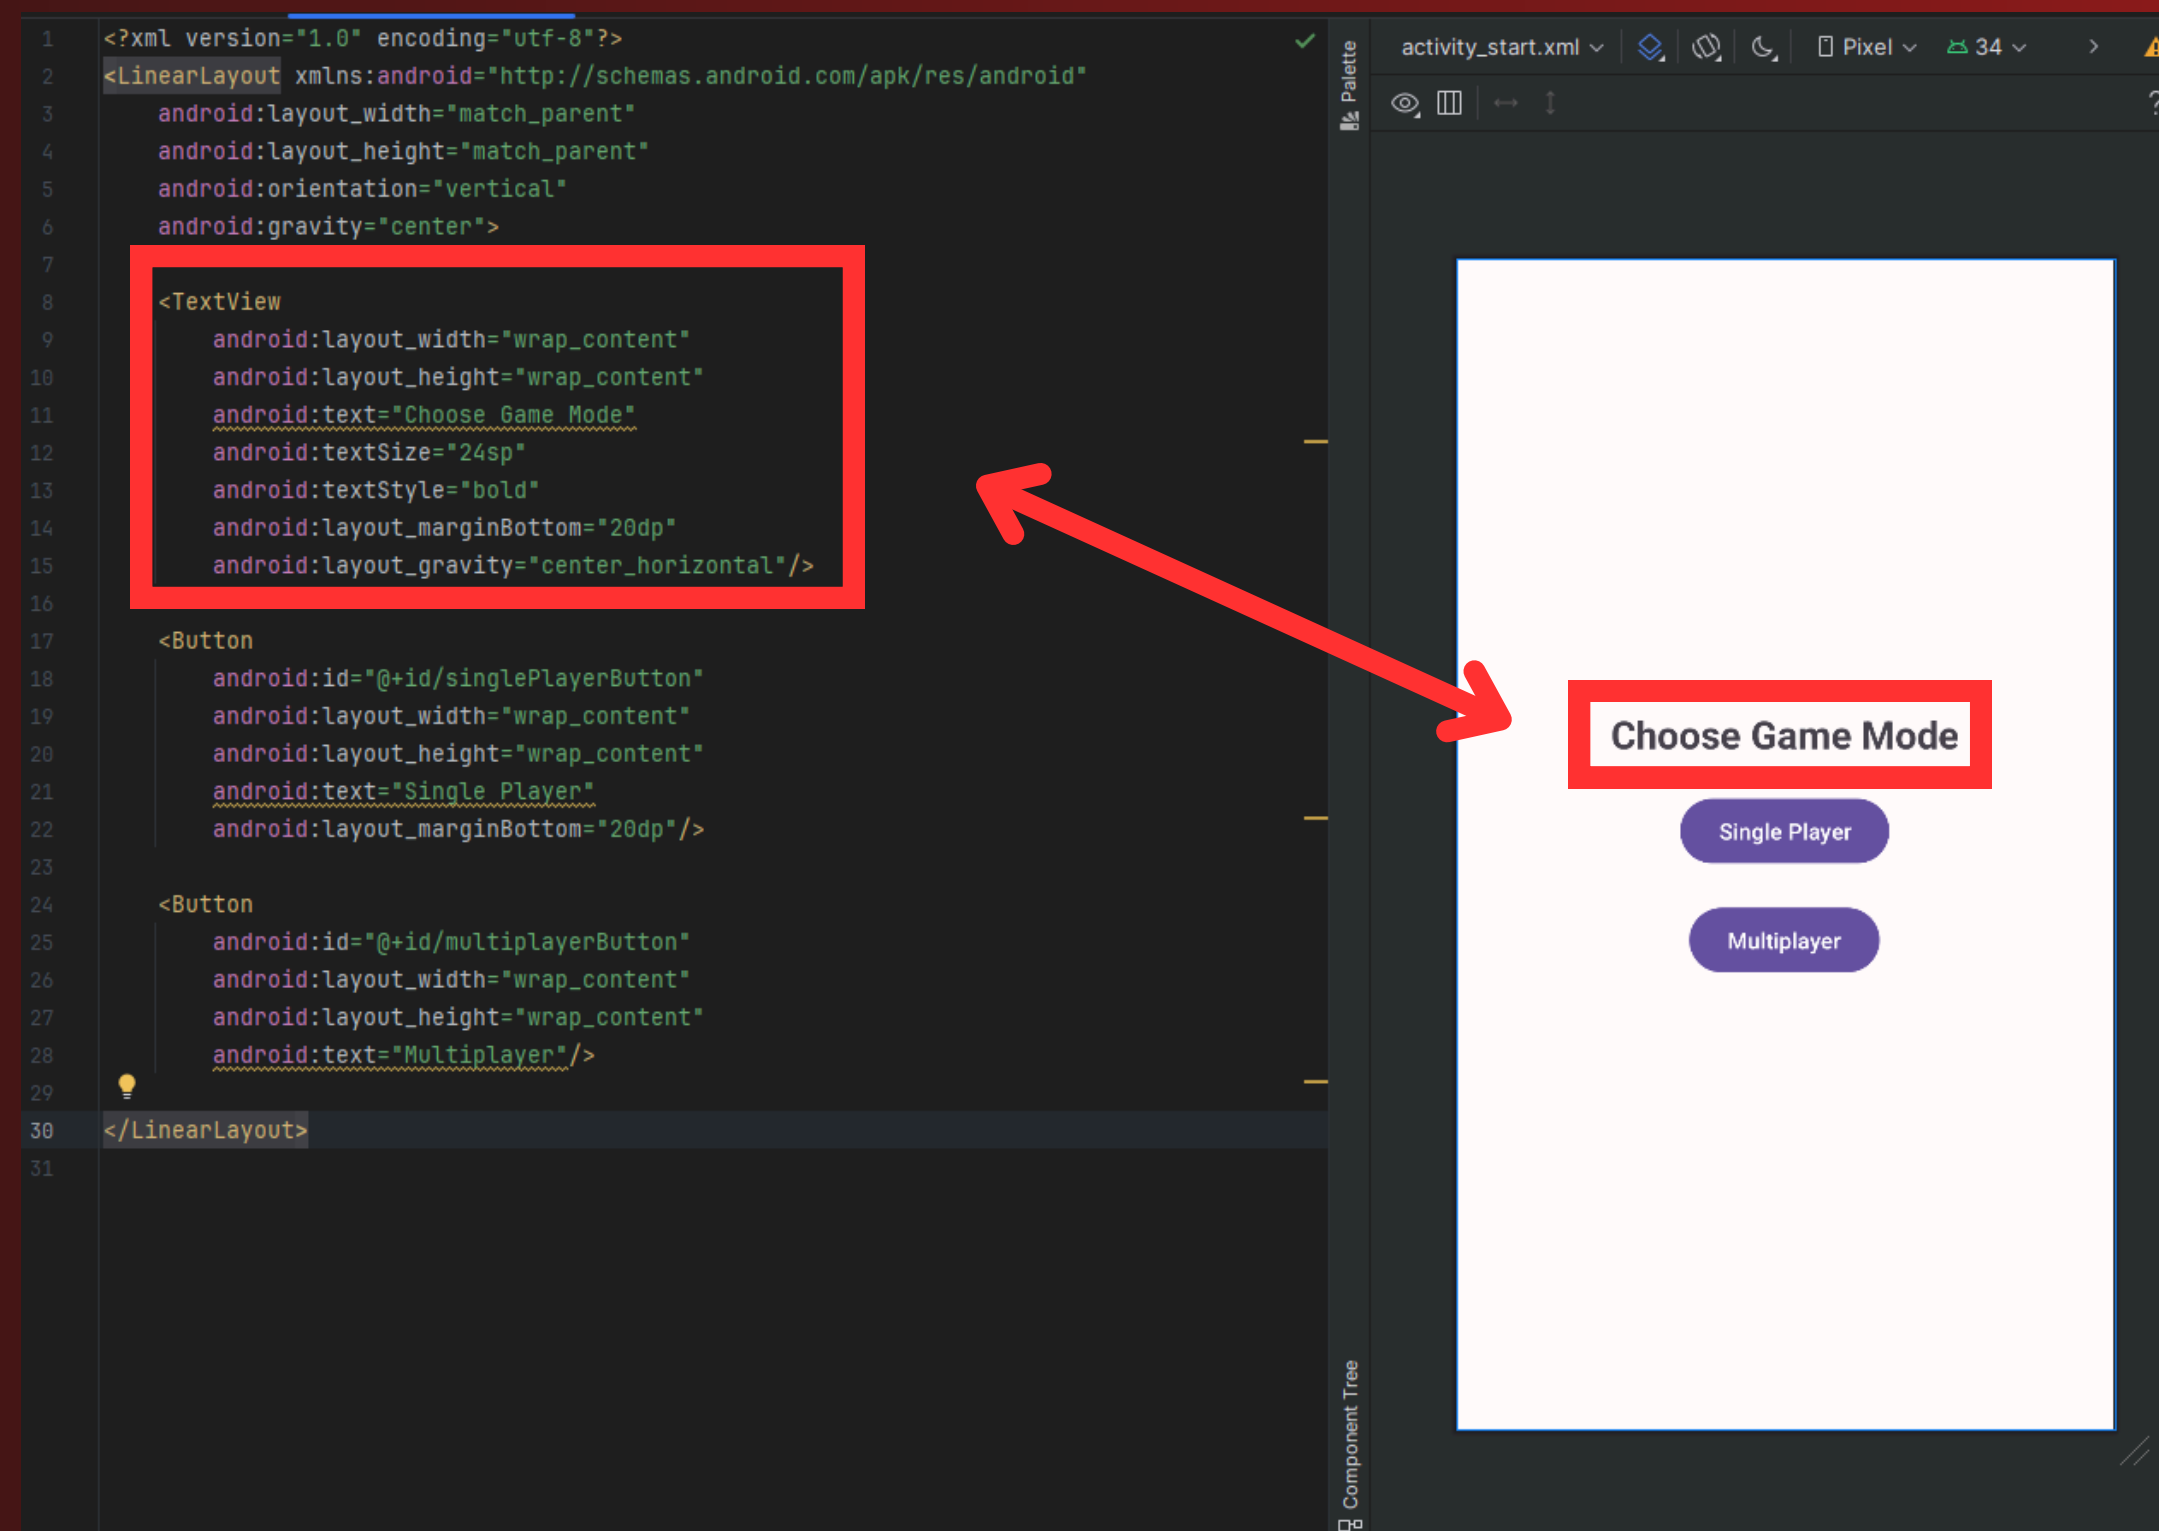 1 <?xml version="1.0" encoding="utf-8"?>
2 <LinearLayout xmlns:android="http://schemas.android.com/apk/res/android"
3 android:layout_width="match_parent"
4 android:layout_height="match_parent"
5 android:orientation="vertical"
6 android:gravity="center">
7
8 <TextView
9 android:layout_width="wrap_content"
10 android:layout_height="wrap_content"
11 android:text="Choose Game Mode"
12 android:textSize="24sp"
13 android:textStyle="bold"
14 android:layout_marginBottom="20dp"
15 android:layout_gravity="center_horizontal"/>
16
17 <Button
18 android:id="@+id/singlePlayerButton"
19 android:layout_width="wrap_content"
20 android:layout_height="wrap_content"
21 android:text="Single Player"
22 android:layout_marginBottom="20dp"/>
23
24 <Button
25 android:id="@+id/multiplayerButton"
26 android:layout_width="wrap_content"
27 android:layout_height="wrap_content"
28 android:text="Multiplayer"/>
29
30 </LinearLayout>
31
Palette
Component Tree
activity_start.xml Pixel 34
?
Choose Game Mode
Single Player
Multiplayer